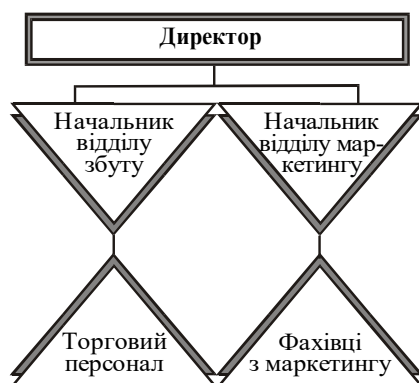 Директор
Начальник
відділу
збуту
Начальник
відділу мар-
кетингу
Торговий
персонал
Фахівці
з маркетингу